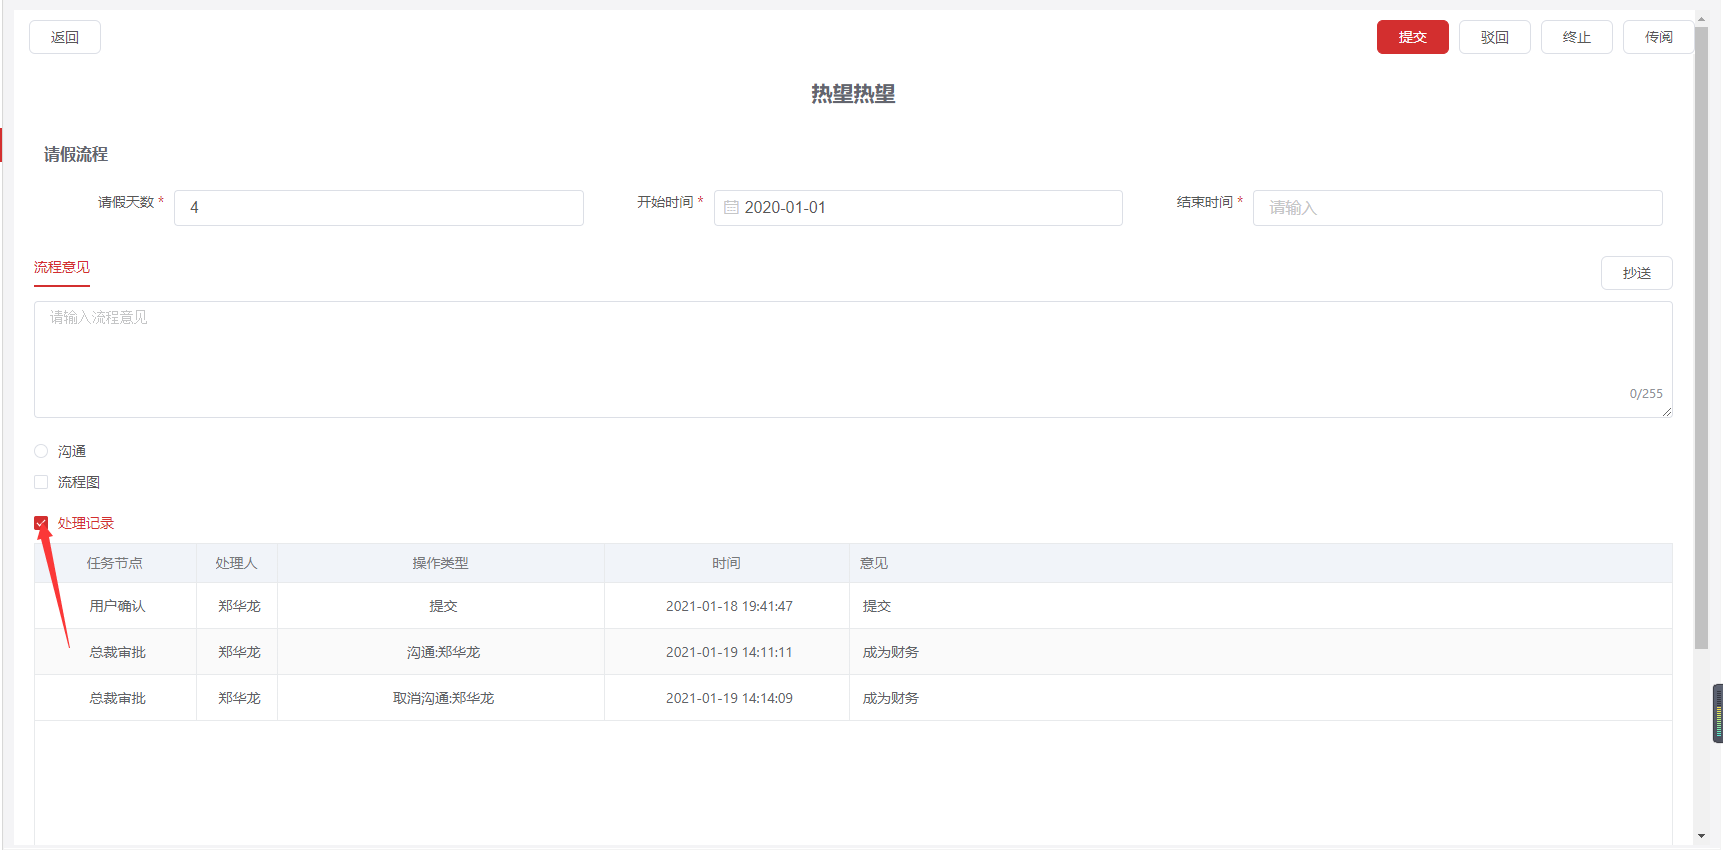 返回 提交 驳回 终止 传阅
热望热望
请假流程
请假天数 * 4 开始时间 * 2020-01-01 结束时间 * 请输入
流程意见 抄送
请输入流程意见
0/255
沟通
流程图
处理记录
任务节点 处理人 操作类型 时间 意见
用户确认 郑华龙 提交 2021-01-18 19:41:47 提交
总裁审批 郑华龙 沟通:郑华龙 2021-01-19 14:11:11 成为财务
总裁审批 郑华龙 取消沟通:郑华龙 2021-01-19 14:14:09 成为财务